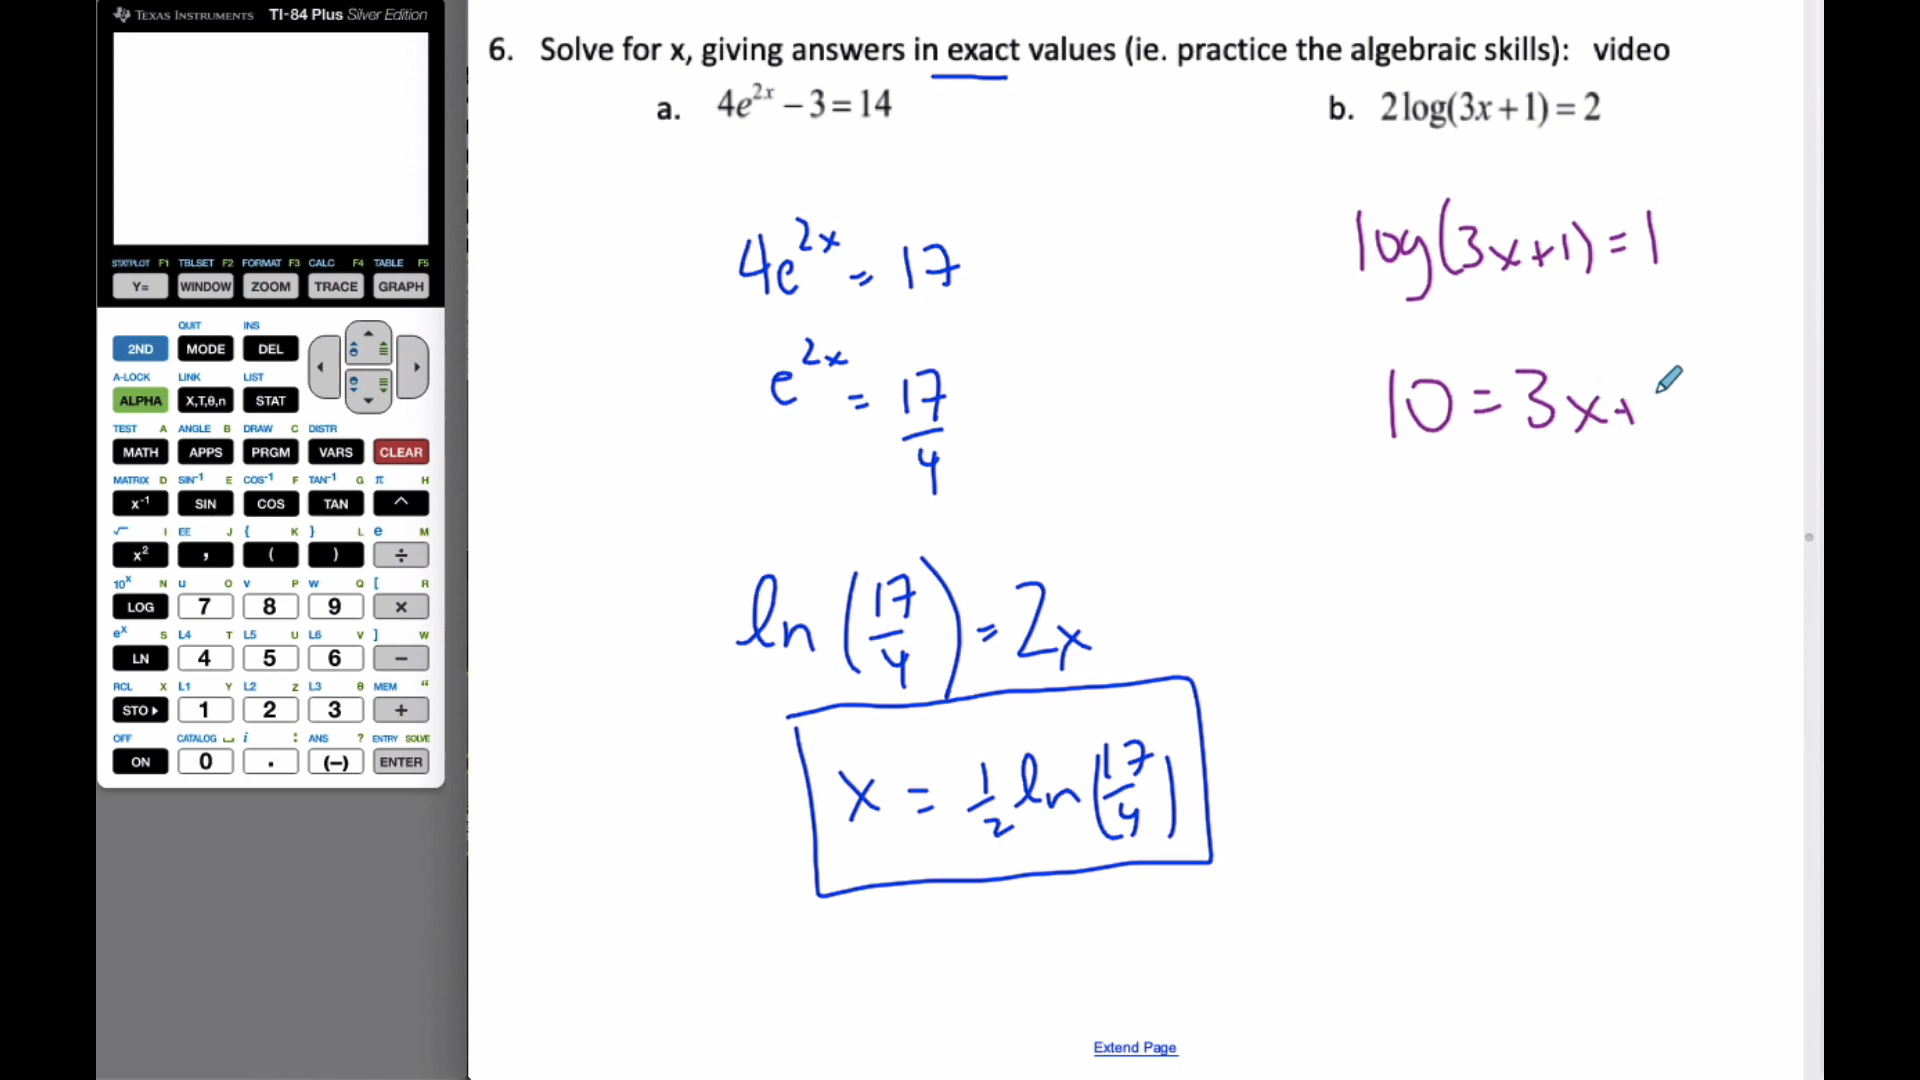 TEXAS INSTRUMENTS TI-84 Plus Silver Edition
STATPLOT F1 TBLSET F2 FORMAT F3 CALC F4 TABLE F5
Y= WINDOW ZOOM TRACE GRAPH
QUIT INS
2ND MODE DEL
A-LOCK LINK LIST
ALPHA X,T,θ,n STAT
TEST A ANGLE B DRAW C DISTR
MATH APPS PRGM VARS CLEAR
MATRIX D SIN⁻¹ E COS⁻¹ F TAN⁻¹ G π H
x⁻¹ SIN COS TAN ^
√ I EE J { K } L e M
x² , ( ) ÷
10ˣ N u O v P w Q [ R
LOG 7 8 9 ×
eˣ S L4 T L5 U L6 V ] W
LN 4 5 6 −
RCL X L1 Y L2 Z L3 θ MEM “
STO▸ 1 2 3 +
OFF CATALOG ⎵ i : ANS ? ENTRY SOLVE
ON 0 . (−) ENTER
6. Solve for x, giving answers in exact values (ie. practice the algebraic skills): video
a. 4e²ˣ − 3 = 14
4e²ˣ = 17
e²ˣ = 17/4
ln(17/4) = 2x
x = 1/2 ln(17/4)
b. 2log(3x+1) = 2
log(3x+1) = 1
10 = 3x+
Extend Page